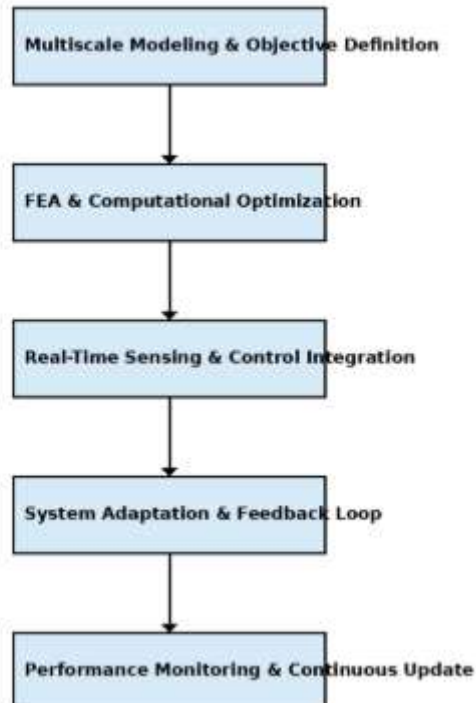 Multiscale Modeling & Objective Definition
FEA & Computational Optimization
Real-Time Sensing & Control Integration
System Adaptation & Feedback Loop
Performance Monitoring & Continuous Update